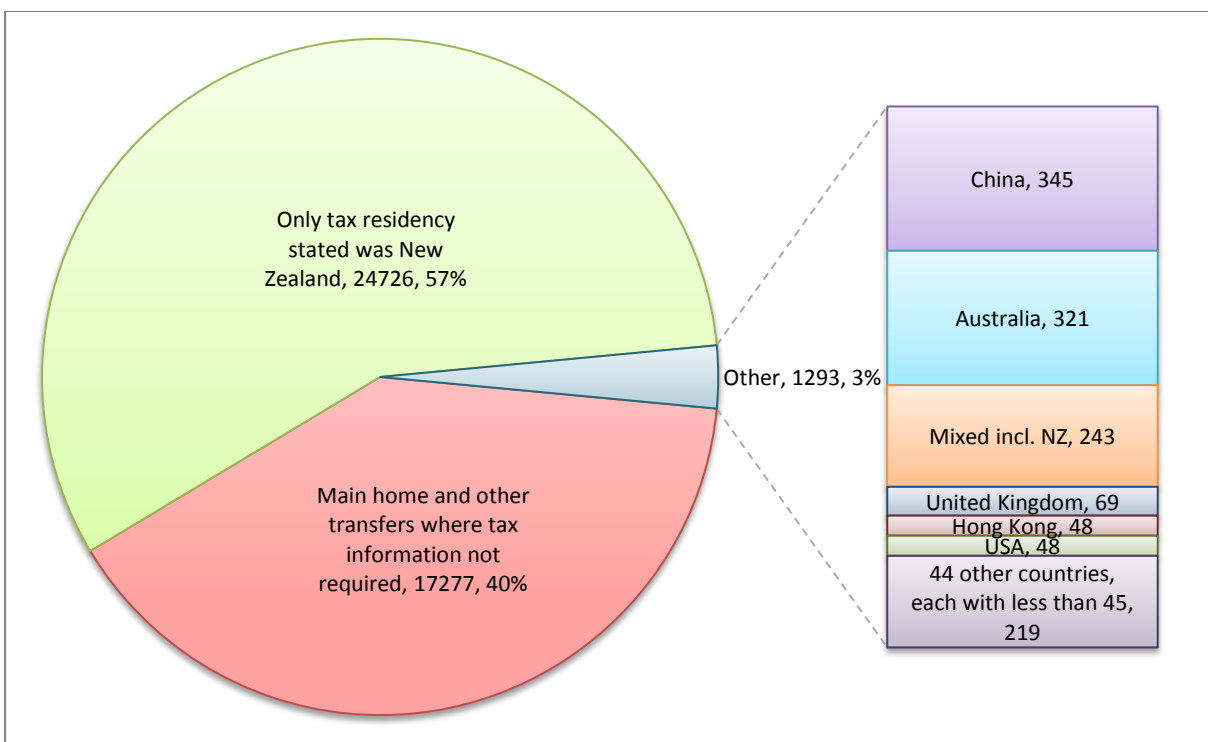 Only tax residency
stated was New
Zealand, 24726, 57%
Other, 1293, 3%
Main home and other
transfers where tax
information not
required, 17277, 40%
China, 345
Australia, 321
Mixed incl. NZ, 243
United Kingdom, 69
Hong Kong, 48
USA, 48
44 other countries,
each with less than 45,
219